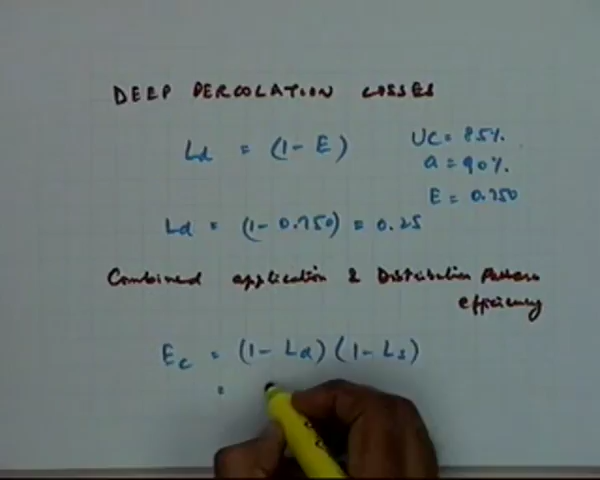 DEEP PERCOLATION LOSSES
Ld = (1 - E)
UC = 85%
a = 90%.
E = 0.750
Ld = (1 - 0.750) = 0.25
Combined application & Distribution Pattern
efficiency
Ec = (1 - Ld)(1 - Ls)
=